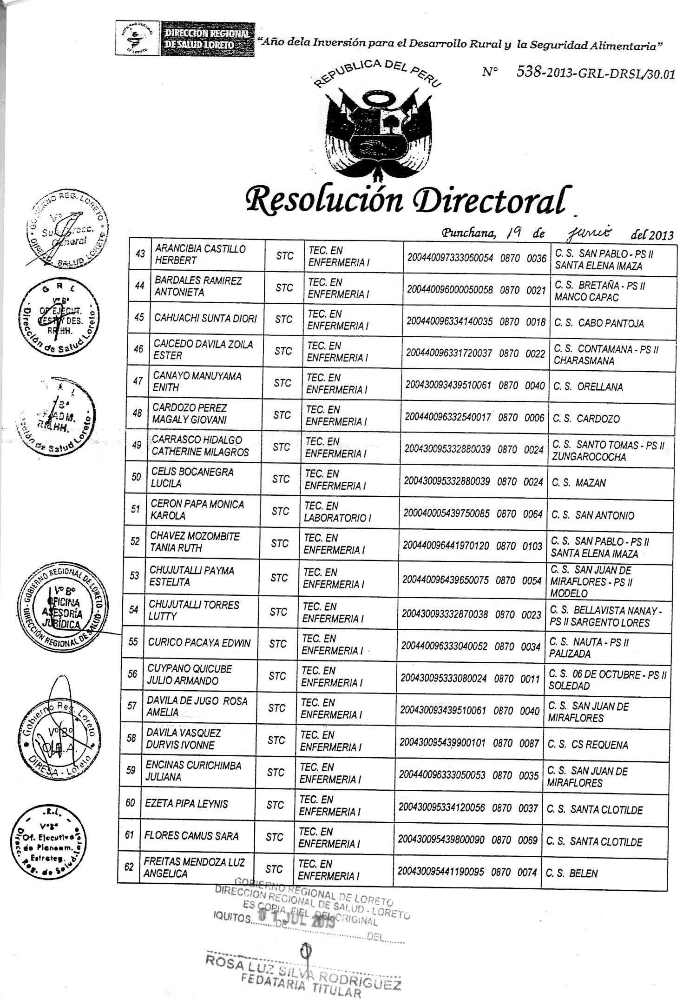 GOBIERNO REGIONAL
DE LORETO
DIRECCION REGIONAL
DE SALUD LORETO
"Año dela Inversión para el Desarrollo Rural y la Seguridad Alimentaria"
N° 538-2013-GRL-DRSL/30.01
REPUBLICA DEL PERU
Resolución Directoral
Punchana, 19 de junio del 2013
43 ARANCIBIA CASTILLO HERBERT STC TEC. EN ENFERMERIA I 200440097333060054 0870 0036 C. S. SAN PABLO - PS II SANTA ELENA IMAZA
44 BARDALES RAMIREZ ANTONIETA STC TEC. EN ENFERMERIA I 200440096000050058 0870 0021 C. S. BRETAÑA - PS II MANCO CAPAC
45 CAHUACHI SUNTA DIORI STC TEC. EN ENFERMERIA I 200440096334140035 0870 0018 C. S. CABO PANTOJA
46 CAICEDO DAVILA ZOILA ESTER STC TEC. EN ENFERMERIA I 200440096331720037 0870 0022 C. S. CONTAMANA - PS II CHARASMANA
47 CANAYO MANUYAMA ENITH STC TEC. EN ENFERMERIA I 200430093439510061 0870 0040 C. S. ORELLANA
48 CARDOZO PEREZ MAGALY GIOVANI STC TEC. EN ENFERMERIA I 200440096332540017 0870 0006 C. S. CARDOZO
49 CARRASCO HIDALGO CATHERINE MILAGROS STC TEC. EN ENFERMERIA I 200430095332880039 0870 0024 C. S. SANTO TOMAS - PS II ZUNGAROCOCHA
50 CELIS BOCANEGRA LUCILA STC TEC. EN ENFERMERIA I 200430095332880039 0870 0024 C. S. MAZAN
51 CERON PAPA MONICA KAROLA STC TEC. EN LABORATORIO I 200040005439750085 0870 0064 C. S. SAN ANTONIO
52 CHAVEZ MOZOMBITE TANIA RUTH STC TEC. EN ENFERMERIA I 200440096441970120 0870 0103 C. S. SAN PABLO - PS II SANTA ELENA IMAZA
53 CHUJUTALLI PAYMA ESTELITA STC TEC. EN ENFERMERIA I 200440096439650075 0870 0054 C. S. SAN JUAN DE MIRAFLORES - PS II MODELO
54 CHUJUTALLI TORRES LUTTY STC TEC. EN ENFERMERIA I 200430093332870038 0870 0023 C. S. BELLAVISTA NANAY - PS II SARGENTO LORES
55 CURICO PACAYA EDWIN STC TEC. EN ENFERMERIA I 200440096333040052 0870 0034 C. S. NAUTA - PS II PALIZADA
56 CUYPANO QUICUBE JULIO ARMANDO STC TEC. EN ENFERMERIA I 200430095333080024 0870 0011 C. S. 06 DE OCTUBRE - PS II SOLEDAD
57 DAVILA DE JUGO ROSA AMELIA STC TEC. EN ENFERMERIA I 200430093439510061 0870 0040 C. S. SAN JUAN DE MIRAFLORES
58 DAVILA VASQUEZ DURVIS IVONNE STC TEC. EN ENFERMERIA I 200430095439900101 0870 0087 C. S. CS REQUENA
59 ENCINAS CURICHIMBA JULIANA STC TEC. EN ENFERMERIA I 200440096333050053 0870 0035 C. S. SAN JUAN DE MIRAFLORES
60 EZETA PIPA LEYNIS STC TEC. EN ENFERMERIA I 200430095334120056 0870 0037 C. S. SANTA CLOTILDE
61 FLORES CAMUS SARA STC TEC. EN ENFERMERIA I 200430095439800090 0870 0069 C. S. SANTA CLOTILDE
62 FREITAS MENDOZA LUZ ANGELICA STC TEC. EN ENFERMERIA I 200430095441190095 0870 0074 C. S. BELEN
GOBIERNO REG. LORETO
General
DIRECC. SALUD LORETO
G R L
V° B°
OF. EJECUT.
GEST. Y DES.
RR.HH.
Dirección de Salud Loreto
ADM.
RR.HH.
de Salud Loreto
GOBIERNO REGIONAL DE LORETO
V° B°
OFICINA
ASESORÍA
JURÍDICA
DIRECCIÓN REGIONAL DE SALUD
Gobierno Reg. Loreto
V° B°
DIRESA - Loreto
.R.L.
V°B°
Of. Ejecutiva
de Planeam.
Estrateg.
Direcc. Reg. de Salud-Loreto
GOBIERNO REGIONAL DE LORETO
DIRECCION REGIONAL DE SALUD - LORETO
ES COPIA FIEL DEL ORIGINAL
IQUITOS..........DE..............................DEL........
01 JUL 2013
ROSA LUZ SILVA RODRIGUEZ
FEDATARIA TITULAR